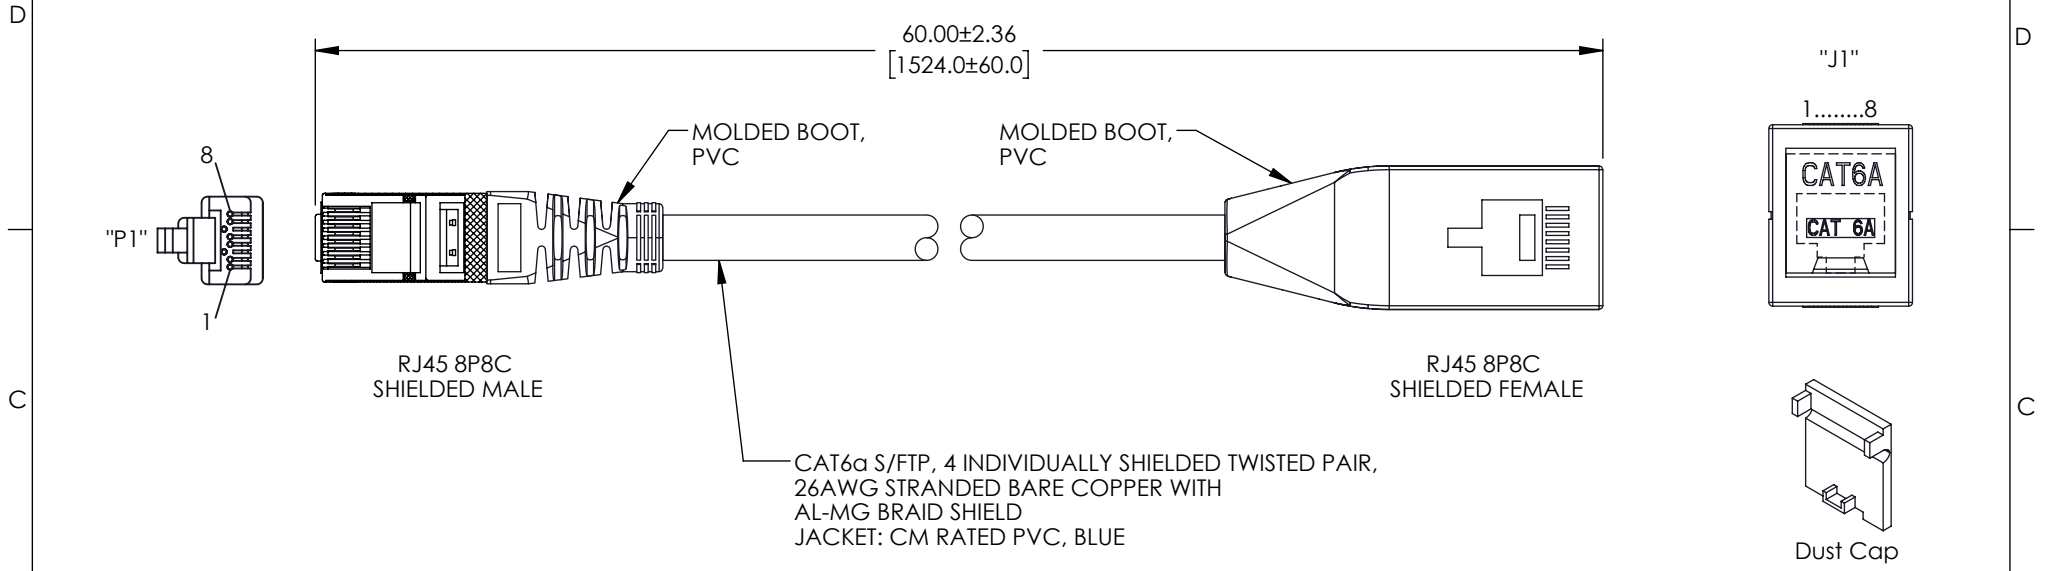 D
D
60.00±2.36
[1524.0±60.0]
"J1"
1........8
MOLDED BOOT,
PVC
MOLDED BOOT,
PVC
8
CAT6A
"P1"
CAT 6A
1
RJ45 8P8C
SHIELDED MALE
RJ45 8P8C
SHIELDED FEMALE
C
C
CAT6a S/FTP, 4 INDIVIDUALLY SHIELDED TWISTED PAIR,
26AWG STRANDED BARE COPPER WITH
AL-MG BRAID SHIELD
JACKET: CM RATED PVC, BLUE
Dust Cap